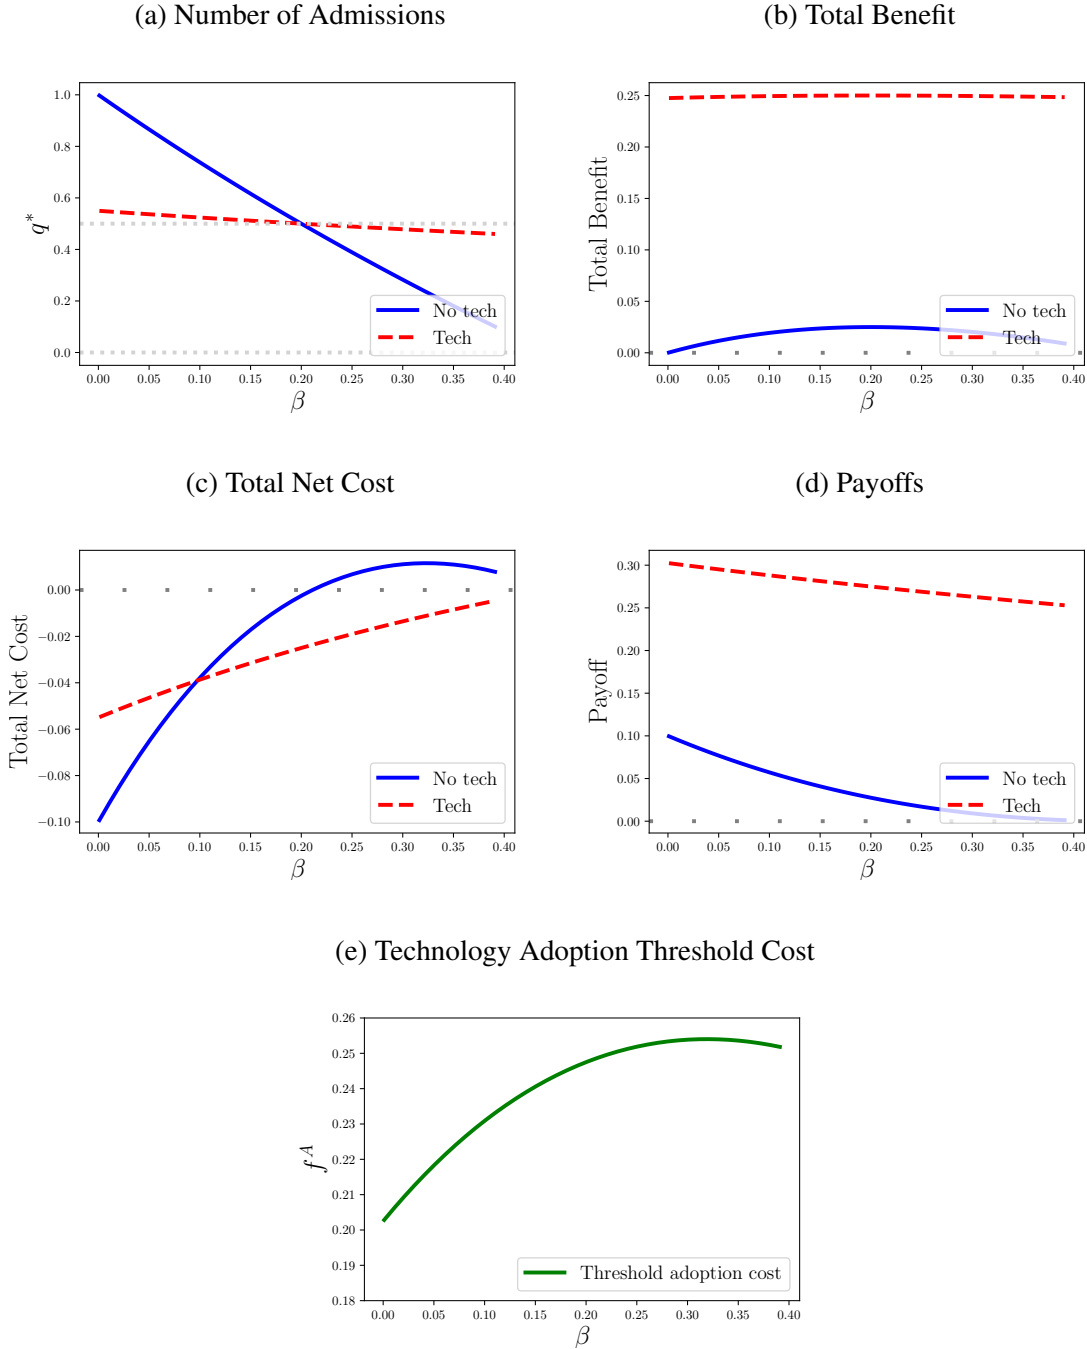 (a) Number of Admissions
1.0
0.8
0.6
0.4
0.2
0.0
q*
0.00 0.05 0.10 0.15 0.20 0.25 0.30 0.35 0.40
β
No tech
Tech
(b) Total Benefit
0.25
0.20
0.15
0.10
0.05
0.00
Total Benefit
0.00 0.05 0.10 0.15 0.20 0.25 0.30 0.35 0.40
β
No tech
Tech
(c) Total Net Cost
0.00
−0.02
−0.04
−0.06
−0.08
−0.10
Total Net Cost
0.00 0.05 0.10 0.15 0.20 0.25 0.30 0.35 0.40
β
No tech
Tech
(d) Payoffs
0.30
0.25
0.20
0.15
0.10
0.05
0.00
Payoff
0.00 0.05 0.10 0.15 0.20 0.25 0.30 0.35 0.40
β
No tech
Tech
(e) Technology Adoption Threshold Cost
0.26
0.25
0.24
0.23
0.22
0.21
0.20
0.19
0.18
f^A
0.00 0.05 0.10 0.15 0.20 0.25 0.30 0.35 0.40
β
Threshold adoption cost